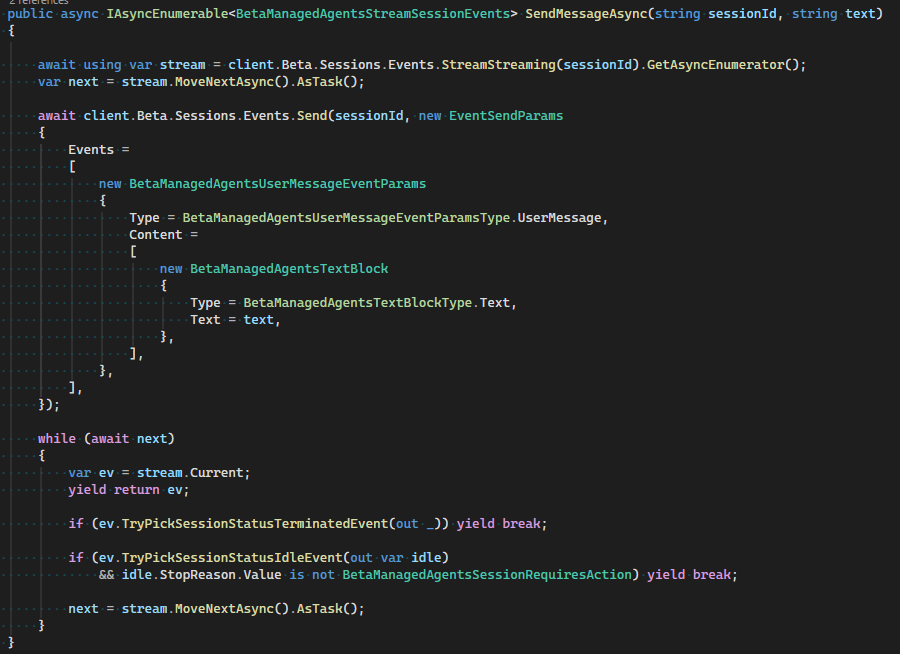 2 references
public async IAsyncEnumerable<BetaManagedAgentsStreamSessionEvents> SendMessageAsync(string sessionId, string text)
{
await using var stream = client.Beta.Sessions.Events.StreamStreaming(sessionId).GetAsyncEnumerator();
var next = stream.MoveNextAsync().AsTask();
await client.Beta.Sessions.Events.Send(sessionId, new EventSendParams
{
Events =
[
new BetaManagedAgentsUserMessageEventParams
{
Type = BetaManagedAgentsUserMessageEventParamsType.UserMessage,
Content =
[
new BetaManagedAgentsTextBlock
{
Type = BetaManagedAgentsTextBlockType.Text,
Text = text,
},
],
},
],
});
while (await next)
{
var ev = stream.Current;
yield return ev;
if (ev.TryPickSessionStatusTerminatedEvent(out _)) yield break;
if (ev.TryPickSessionStatusIdleEvent(out var idle)
&& idle.StopReason.Value is not BetaManagedAgentsSessionRequiresAction) yield break;
next = stream.MoveNextAsync().AsTask();
}
}